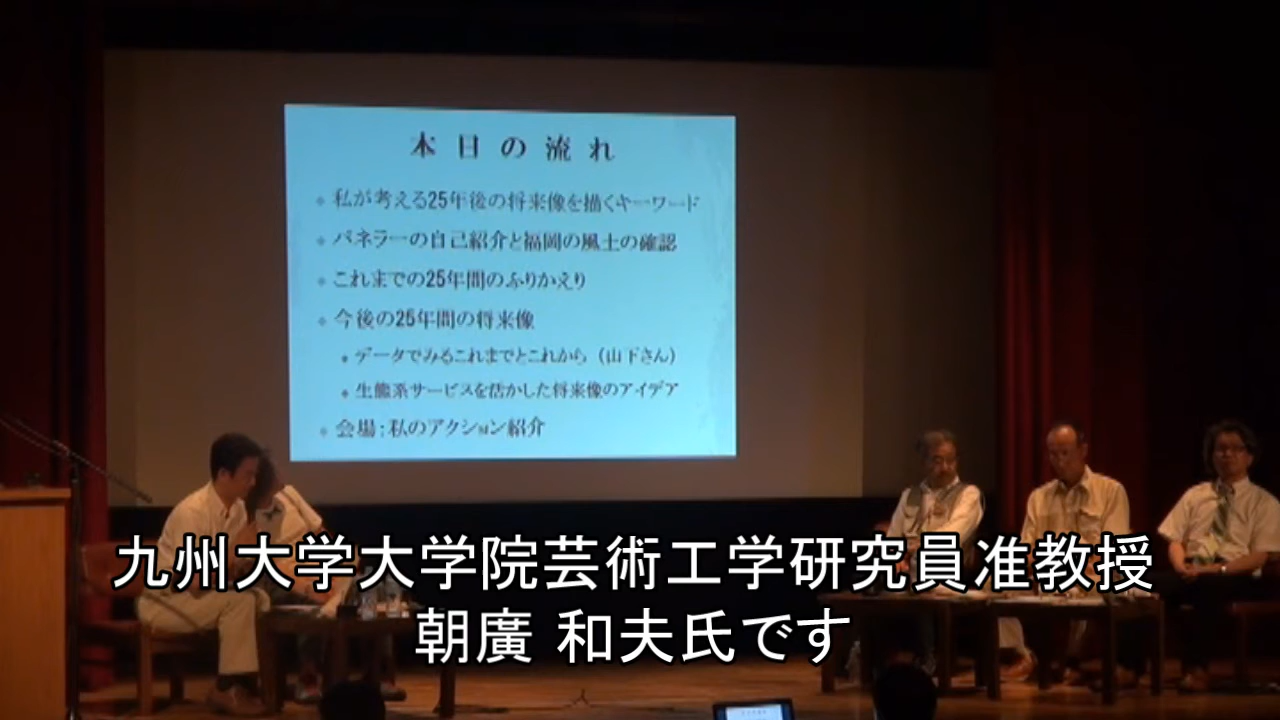 本日の流れ
私が考える25年後の将来像を描くキーワード
パネラーの自己紹介と福岡の風土の確認
これまでの25年間のふりかえり
今後の25年間の将来像
データでみるこれまでとこれから（山下さん）
生態系サービスを活かした将来像のアイデア
会場：私のアクション紹介
九州大学大学院芸術工学研究員准教授
朝廣 和夫氏です